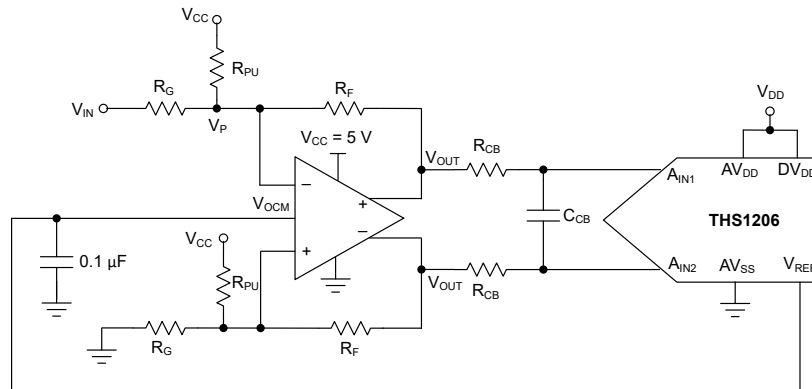 VCC
RPU
RG
RF
VIN
VP
VCC = 5 V
VOUT
RCB
VDD
AVDD
DVDD
AIN1
−
+
VOCM
+
−
CCB
THS1206
VCC
0.1 µF
RPU
VOUT
RCB
AIN2
AVSS
VREF
RG
RF